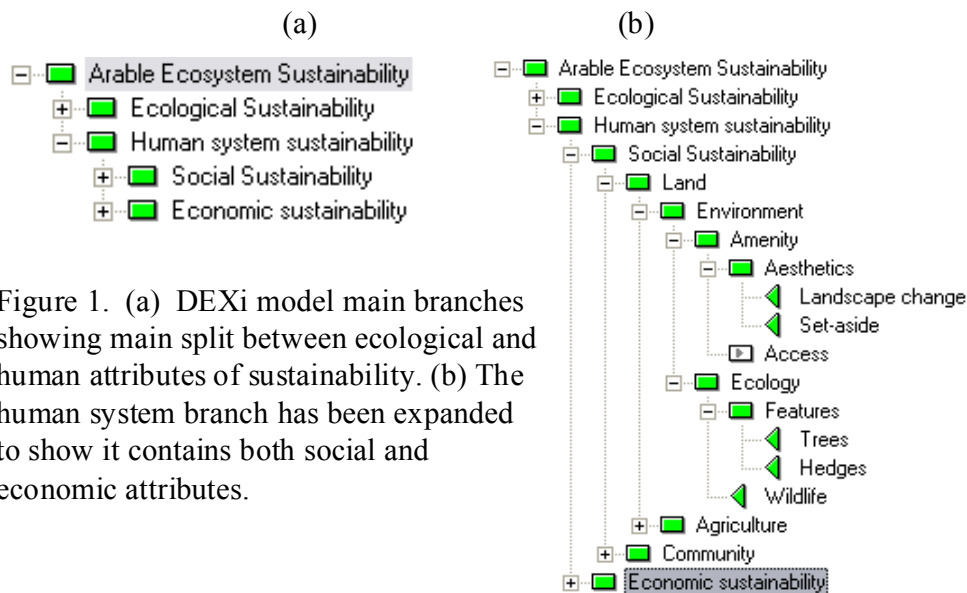 (a)
Arable Ecosystem Sustainability
Ecological Sustainability
Human system sustainability
Social Sustainability
Economic sustainability
Figure 1. (a) DEXi model main branches
showing main split between ecological and
human attributes of sustainability. (b) The
human system branch has been expanded
to show it contains both social and
economic attributes.
(b)
Arable Ecosystem Sustainability
Ecological Sustainability
Human system sustainability
Social Sustainability
Land
Environment
Amenity
Aesthetics
Landscape change
Set-aside
Access
Ecology
Features
Trees
Hedges
Wildlife
Agriculture
Community
Economic sustainability